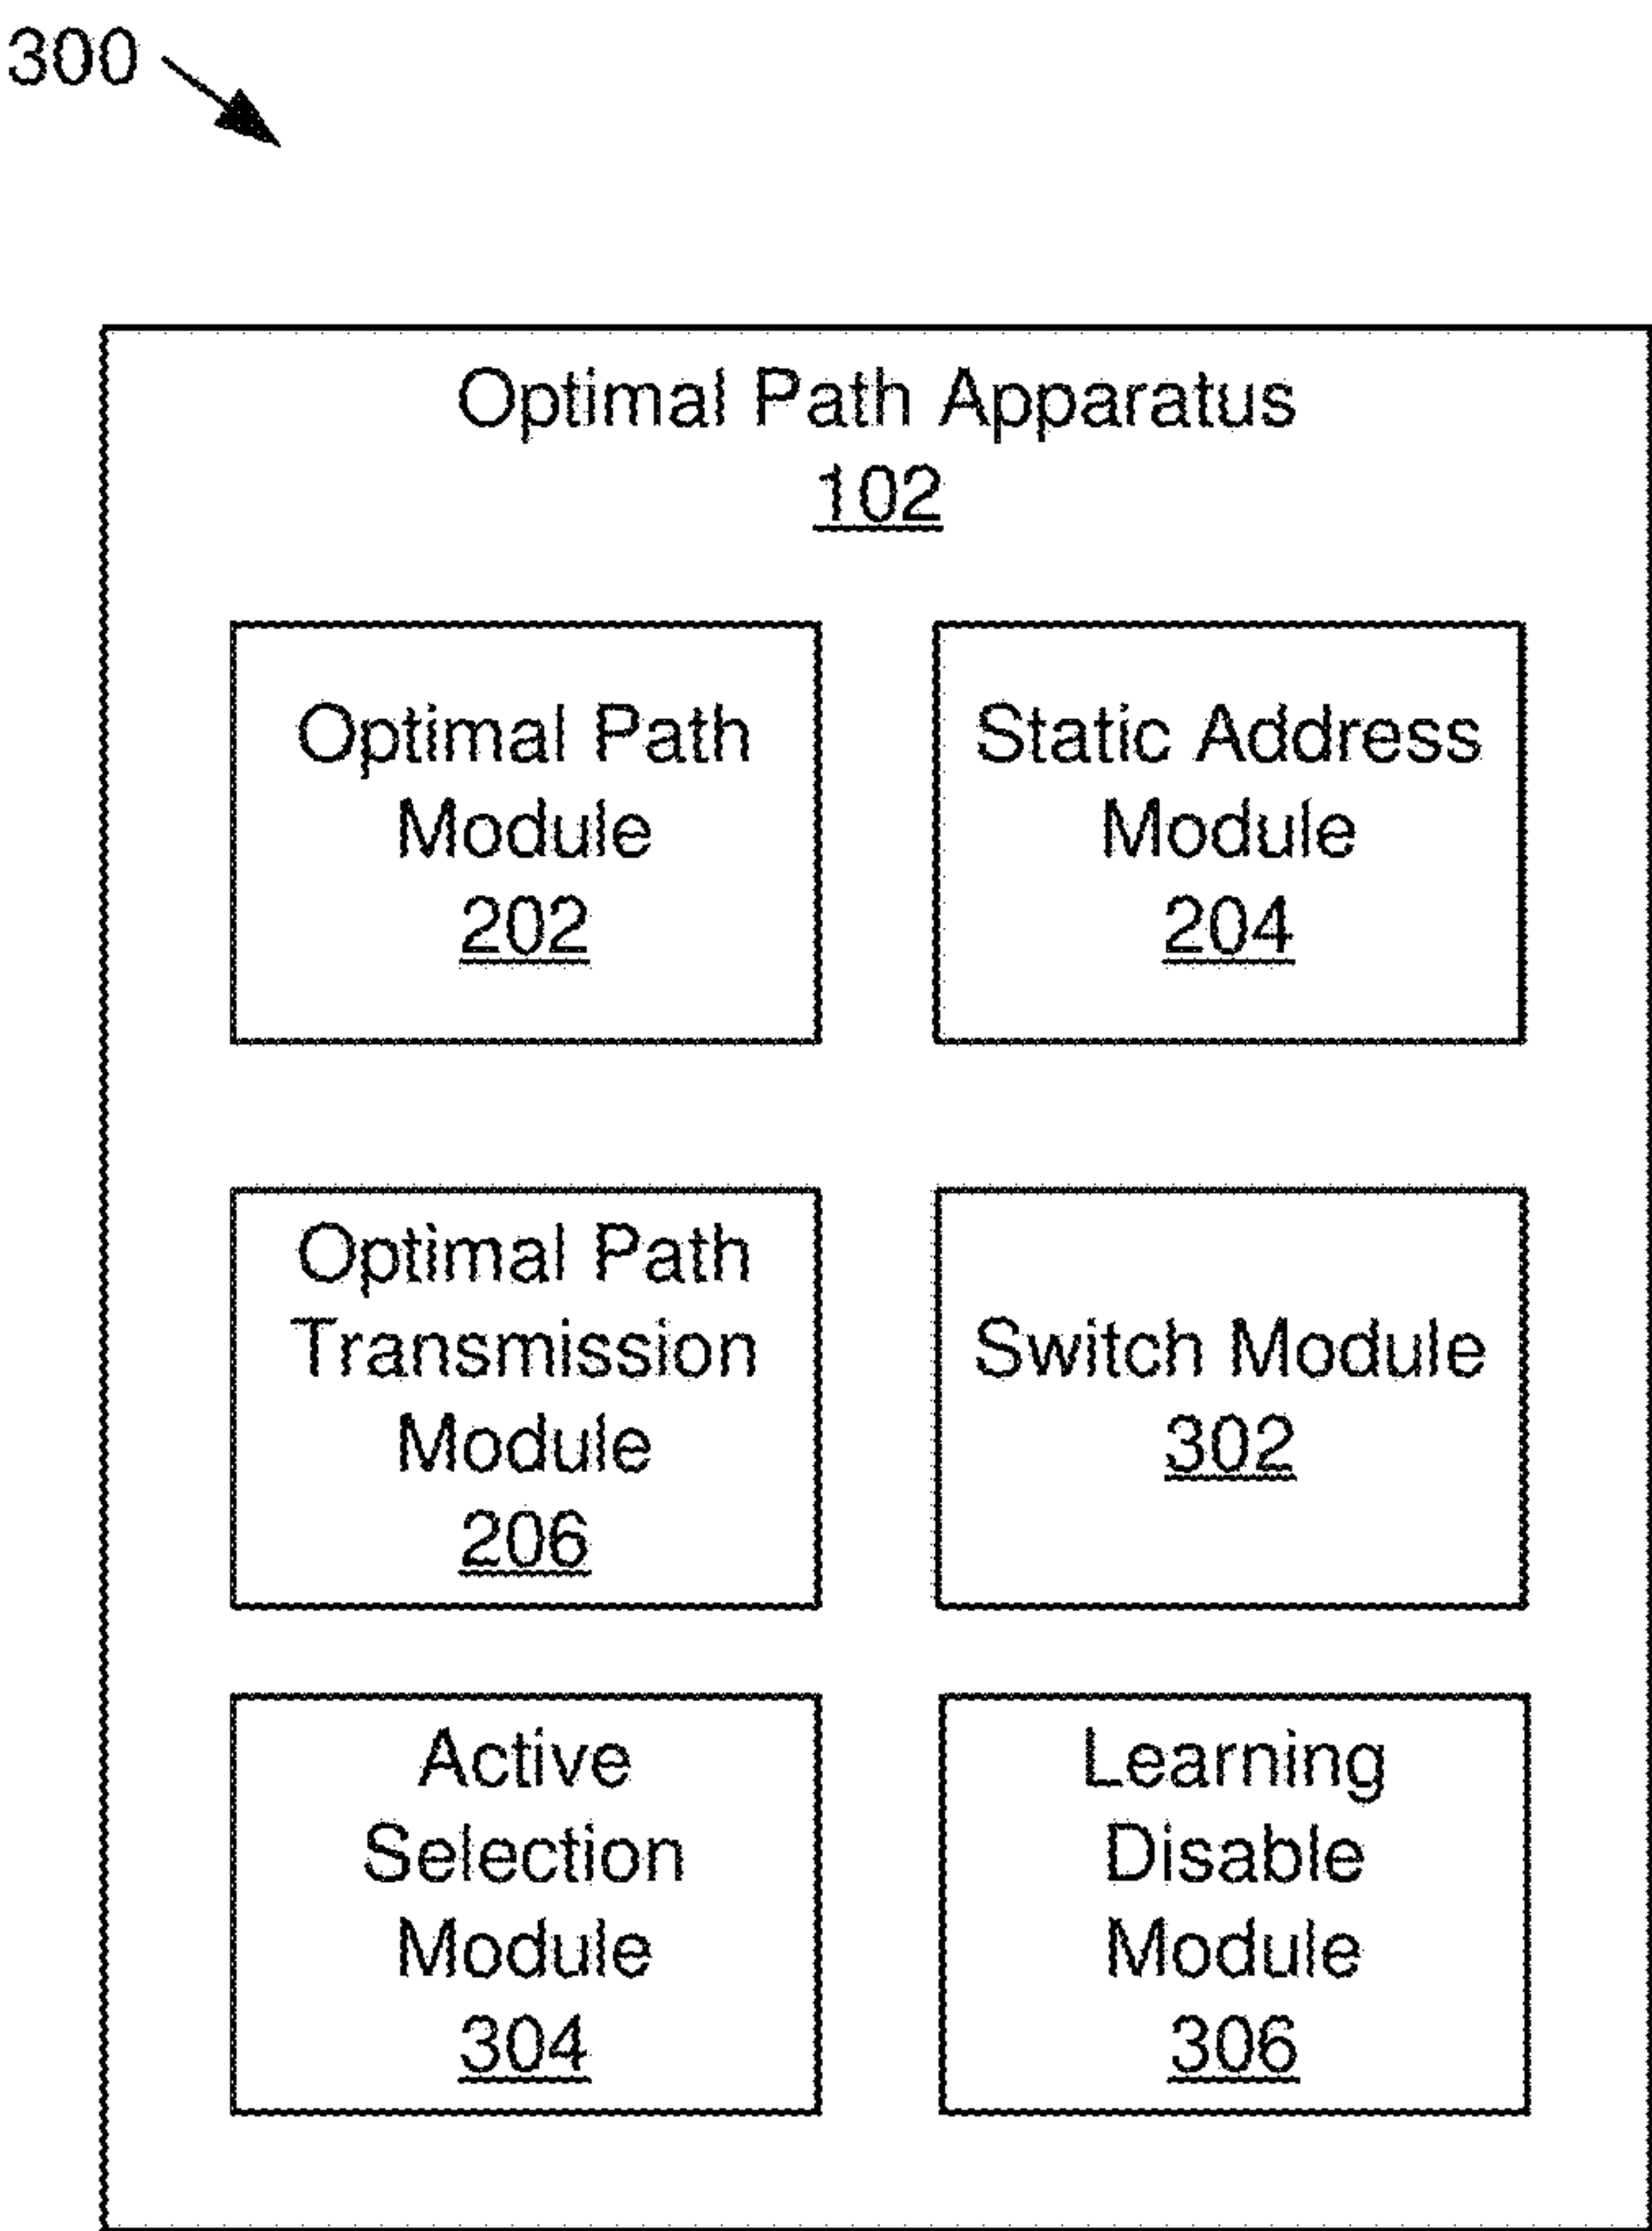 300
Optimal Path Apparatus
102
Optimal Path
Module
202
Static Address
Module
204
Optimal Path
Transmission
Module
206
Switch Module
302
Active
Selection
Module
304
Learning
Disable
Module
306